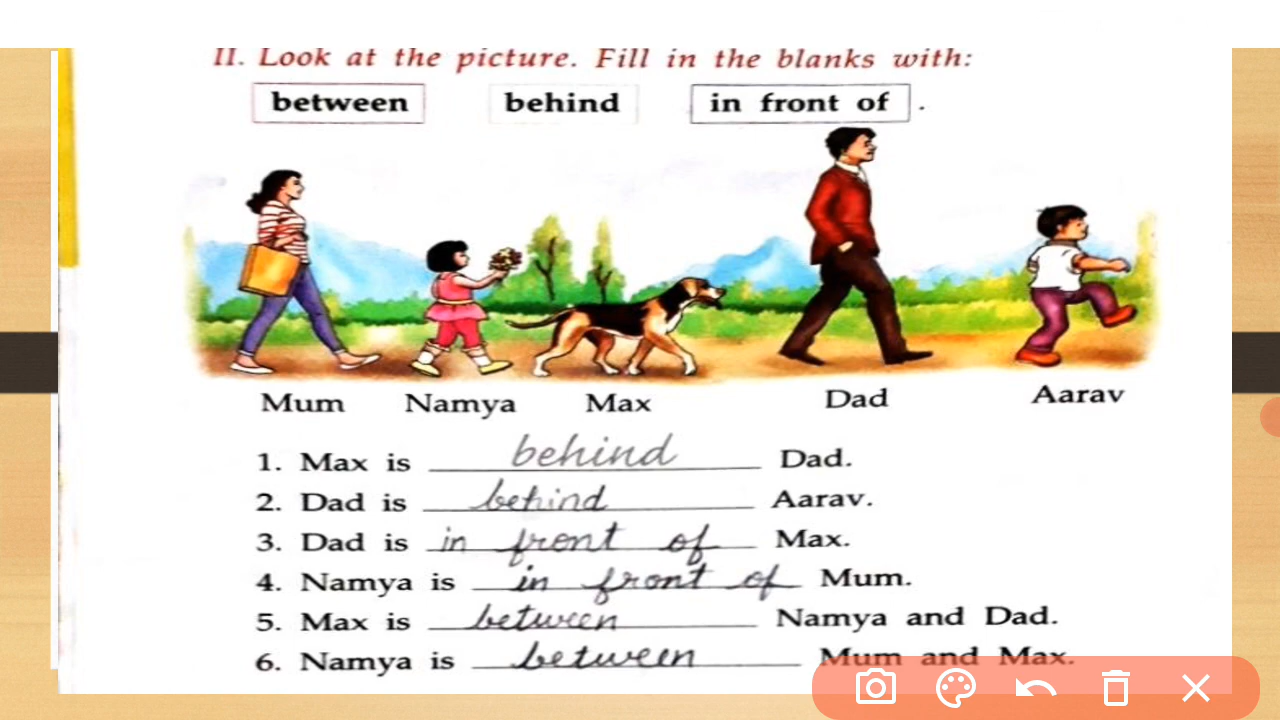 II. Look at the picture. Fill in the blanks with:
between behind in front of .
Mum Namya Max Dad Aarav
1. Max is behind Dad.
2. Dad is behind Aarav.
3. Dad is in front of Max.
4. Namya is in front of Mum.
5. Max is between Namya and Dad.
6. Namya is between Mum and Max.